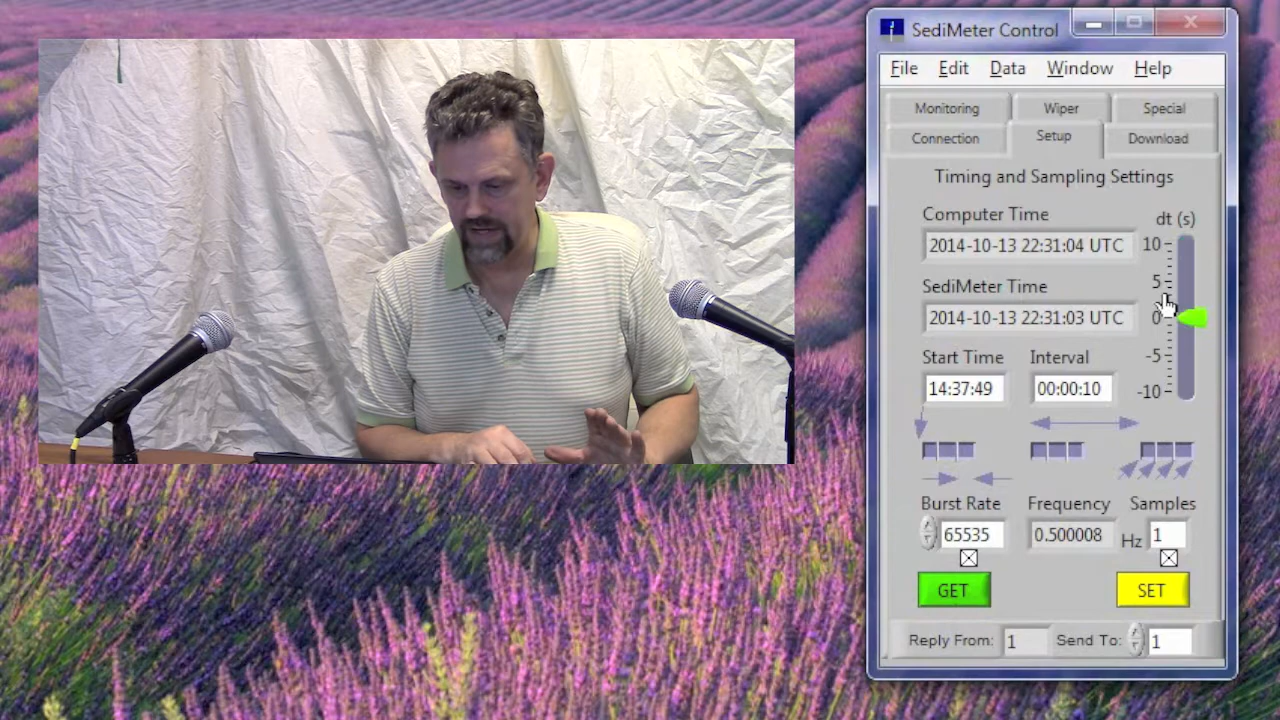 SediMeter Control
File Edit Data Window Help
Monitoring Wiper Special
Connection Setup Download
Timing and Sampling Settings
Computer Time dt (s)
2014-10-13 22:31:04 UTC 10
SediMeter Time 5
2014-10-13 22:31:03 UTC 0
Start Time Interval -5
14:37:49 00:00:10 -10
Burst Rate Frequency Samples
65535 0.500008 Hz 1
GET SET
Reply From: 1 Send To: 1